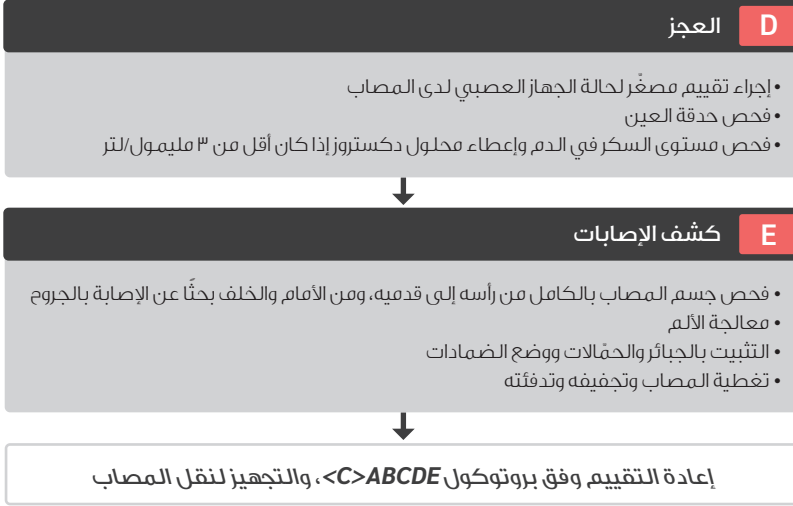 D العجز
• إجراء تقييم مصغَّر لحالة الجهاز العصبي لدى المصاب
• فحص حدقة العين
• فحص مستوى السكر في الدم وإعطاء محلول دكستروز إذا كان أقل من ٣ مليمول/لتر
E كشف الإصابات
• فحص جسم المصاب بالكامل من رأسه إلى قدميه، ومن الأمام والخلف بحثًا عن الإصابة بالجروح
• معالجة الألم
• التثبيت بالجبائر والحمّالات ووضع الضمادات
• تغطية المصاب وتجفيفه وتدفئته
إعادة التقييم وفق بروتوكول <C>ABCDE، والتجهيز لنقل المصاب